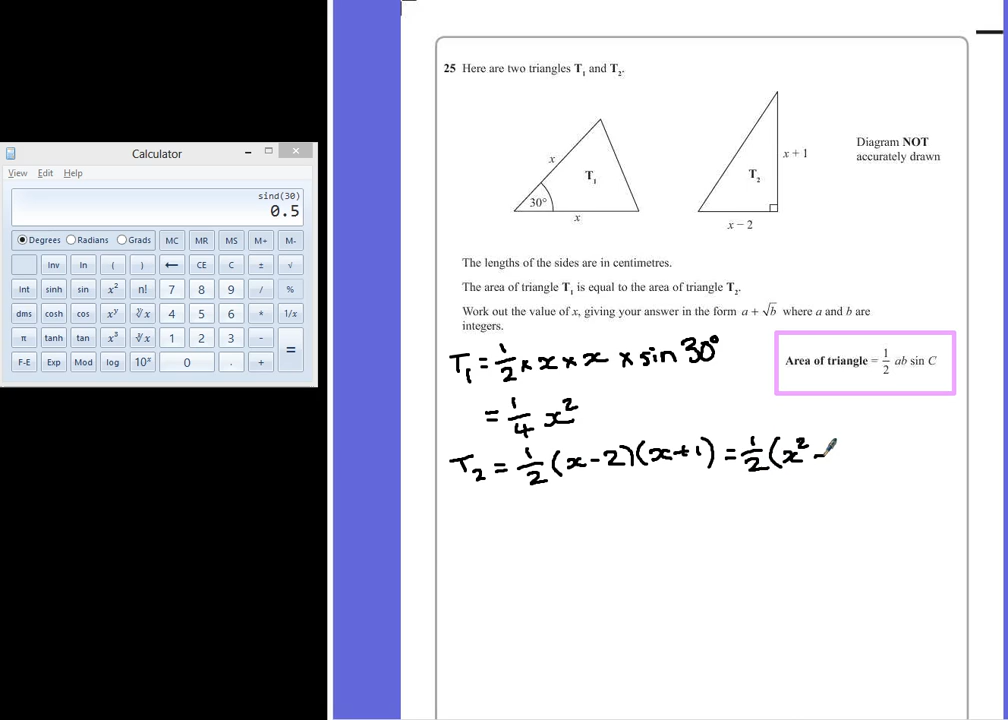 Calculator
View Edit Help
sind(30)
0.5
Degrees Radians Grads MC MR MS M+ M-
Inv ln ( ) ← CE C ± √
Int sinh sin x² n! 7 8 9 / %
dms cosh cos xʸ ʸ√x 4 5 6 * 1/x
π tanh tan x³ ³√x 1 2 3 - =
F-E Exp Mod log 10ˣ 0 . +
25 Here are two triangles T₁ and T₂.
x
T₁
30°
x
x + 1
T₂
x − 2
Diagram NOT
accurately drawn
The lengths of the sides are in centimetres.
The area of triangle T₁ is equal to the area of triangle T₂.
Work out the value of x, giving your answer in the form a + √b where a and b are
integers.
T₁ = 1/2 × x × x × sin 30°
Area of triangle = 1/2 ab sin C
= 1/4 x²
T₂ = 1/2 (x − 2)(x + 1) = 1/2 (x² −